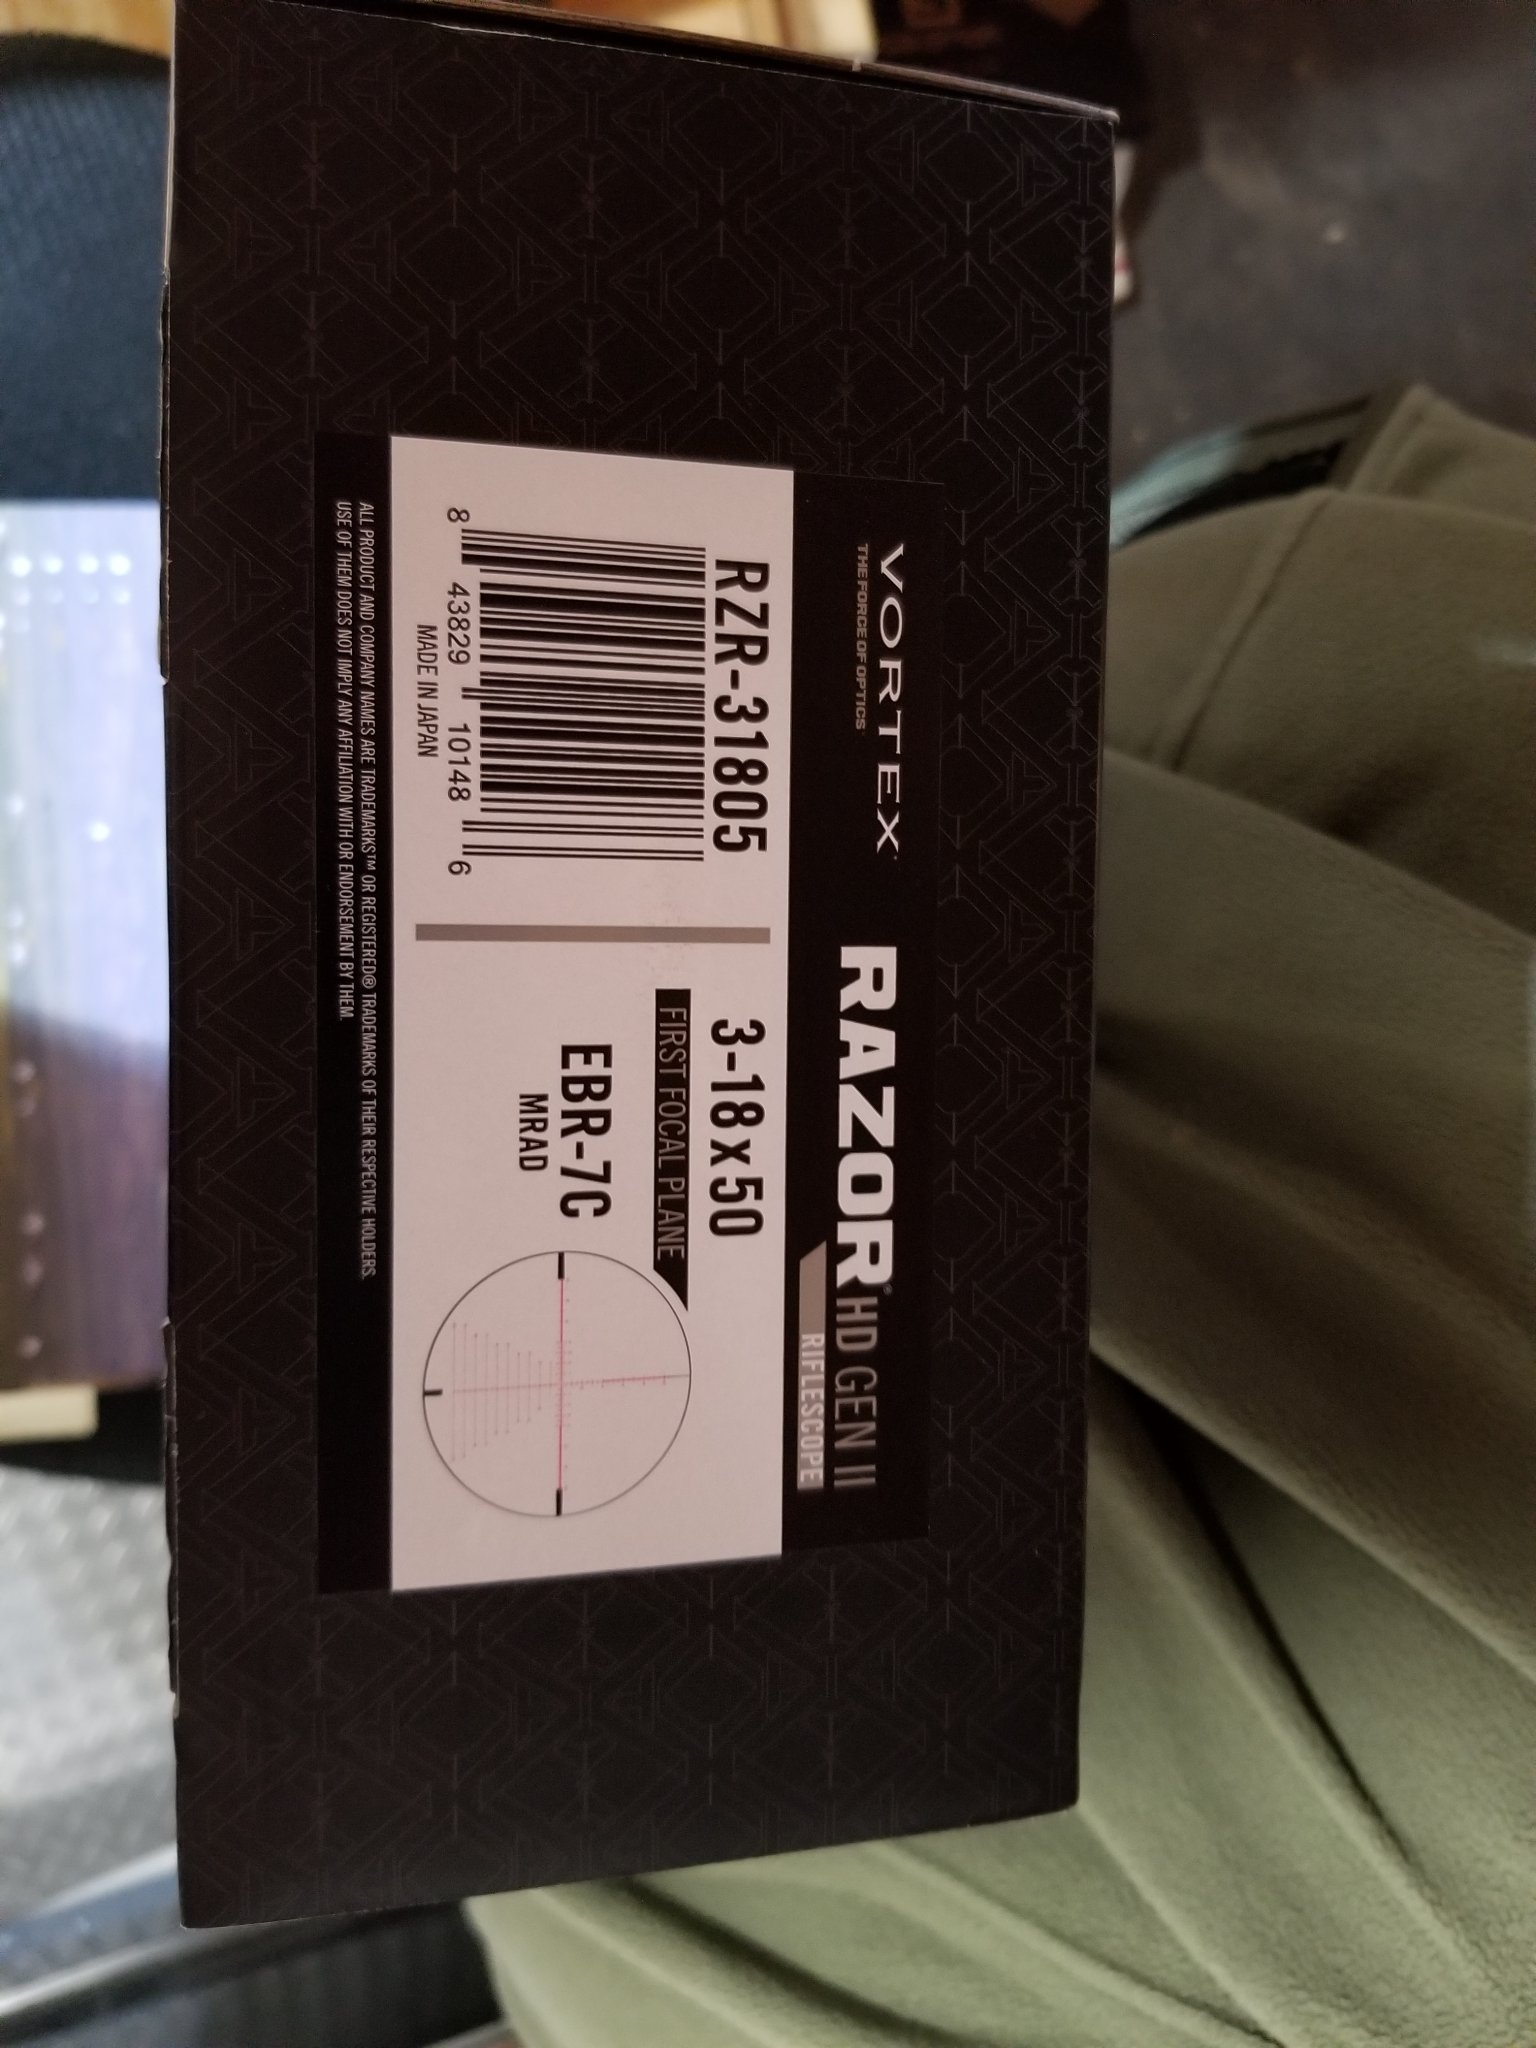 VORTEX®
THE FORCE OF OPTICS
RAZOR® HD GEN II
RIFLESCOPE
RZR-31805
8 43829 10148 6
MADE IN JAPAN
3-18x50
FIRST FOCAL PLANE
EBR-7C
MRAD
ALL PRODUCT AND COMPANY NAMES ARE TRADEMARKS™ OR REGISTERED® TRADEMARKS OF THEIR RESPECTIVE HOLDERS.
USE OF THEM DOES NOT IMPLY ANY AFFILIATION WITH OR ENDORSEMENT BY THEM.